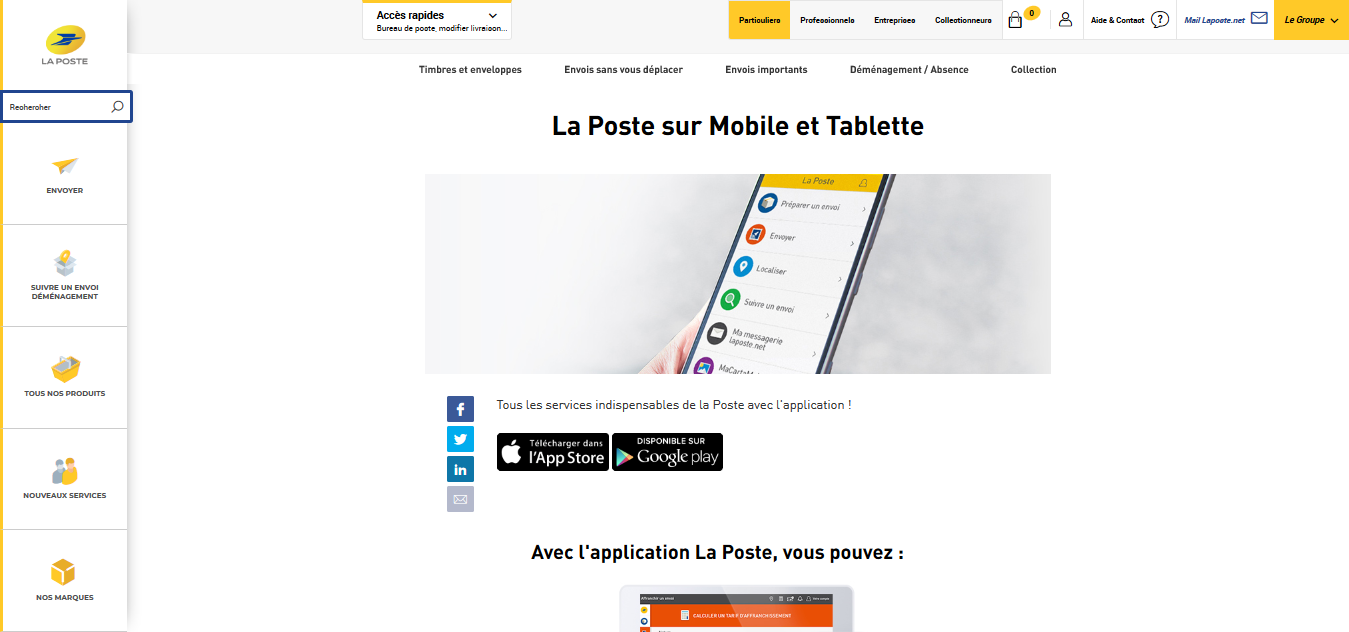 LA POSTE
Accès rapides
Bureau de poste, modifier livraison...
Particuliers
Professionnels
Entreprises
Collectionneurs
0
Aide & Contact
?
Mail Laposte.net
Le Groupe
Rechercher
Timbres et enveloppes
Envois sans vous déplacer
Envois importants
Déménagement / Absence
Collection
La Poste sur Mobile et Tablette
La Poste
Préparer un envoi
Envoyer
Localiser
Suivre un envoi
Ma messagerie
laposte.net
ENVOYER
SUIVRE UN ENVOI
DÉMÉNAGEMENT
TOUS NOS PRODUITS
NOUVEAUX SERVICES
NOS MARQUES
Tous les services indispensables de la Poste avec l'application !
Télécharger dans
l'App Store
DISPONIBLE SUR
Google play
Avec l'application La Poste, vous pouvez :
Affranchir un envoi
CALCULER UN TARIF D'AFFRANCHISSEMENT